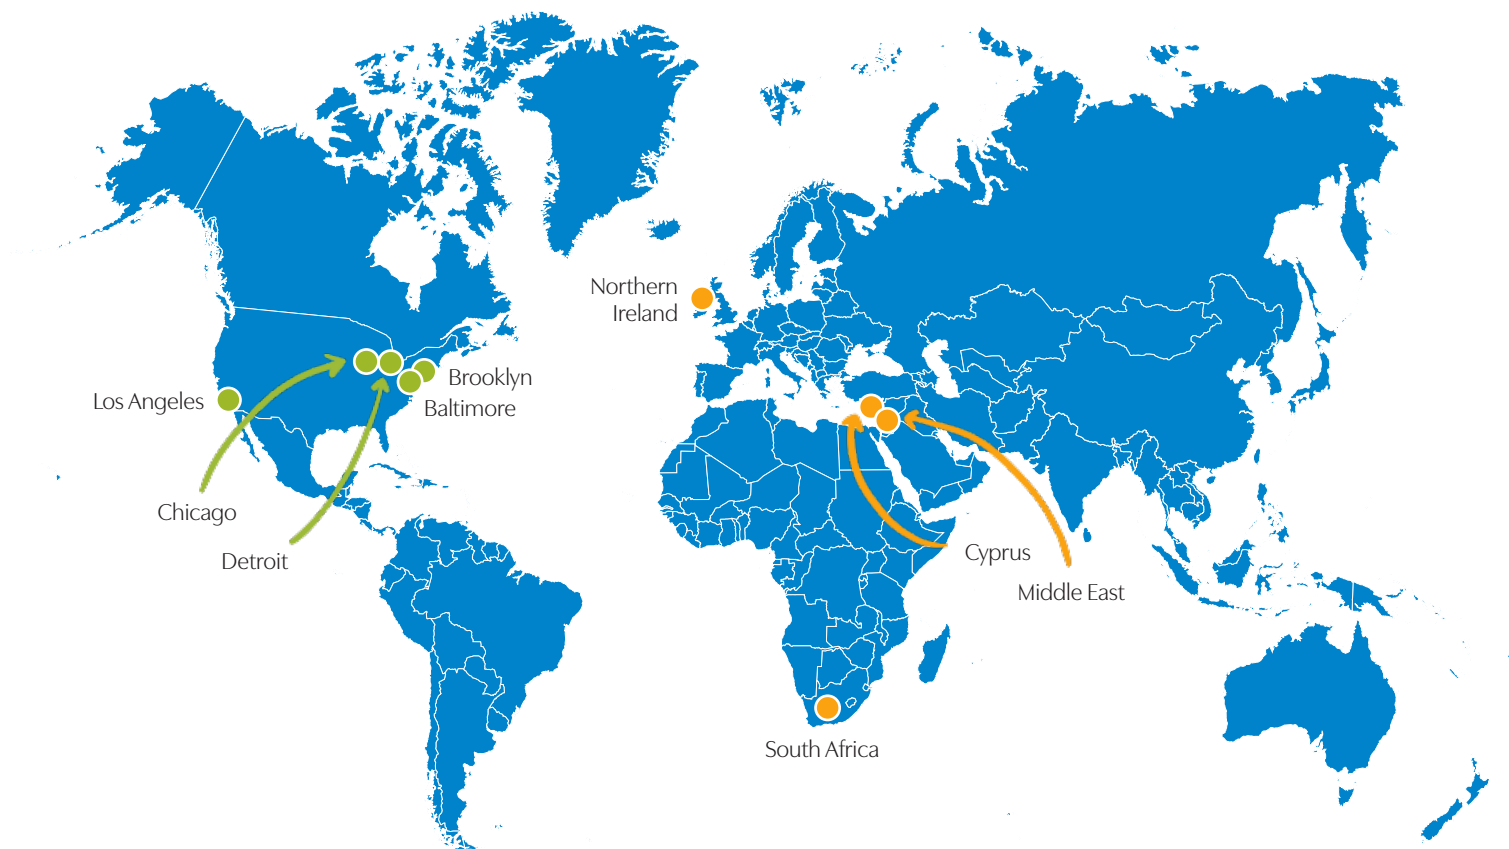 Northern
Ireland
Brooklyn
Los Angeles
Baltimore
Chicago
Detroit
Cyprus
Middle East
South Africa